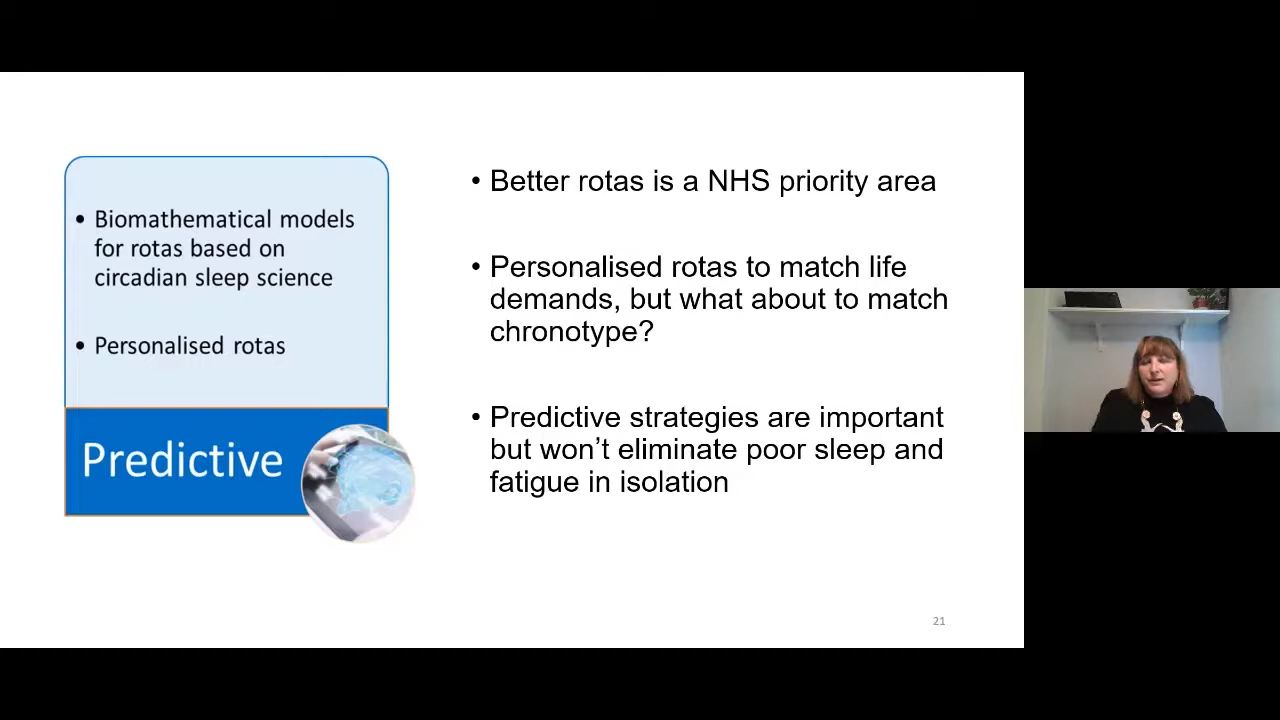 • Biomathematical models
for rotas based on
circadian sleep science
• Personalised rotas
Predictive
• Better rotas is a NHS priority area
• Personalised rotas to match life
demands, but what about to match
chronotype?
• Predictive strategies are important
but won’t eliminate poor sleep and
fatigue in isolation
21